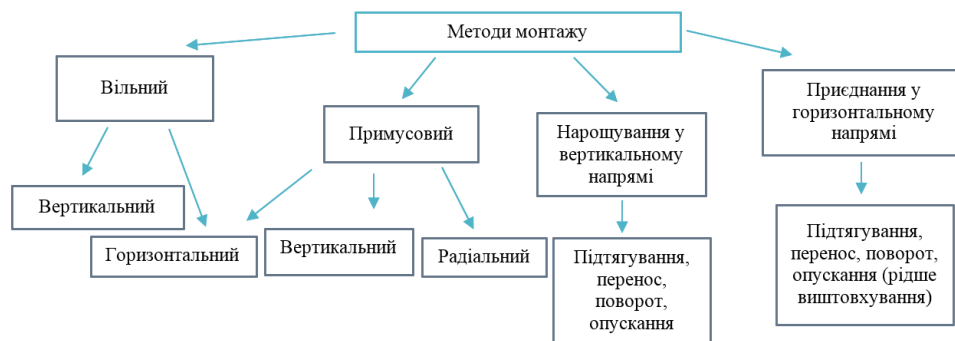 Методи монтажу
Вільний
Примусовий
Нарощування у
вертикальному
напрямі
Приєднання у
горизонтальному
напрямі
Вертикальний
Горизонтальний
Вертикальний
Радіальний
Підтягування,
перенос,
поворот,
опускання
Підтягування,
перенос, поворот,
опускання (рідше
виштовхування)